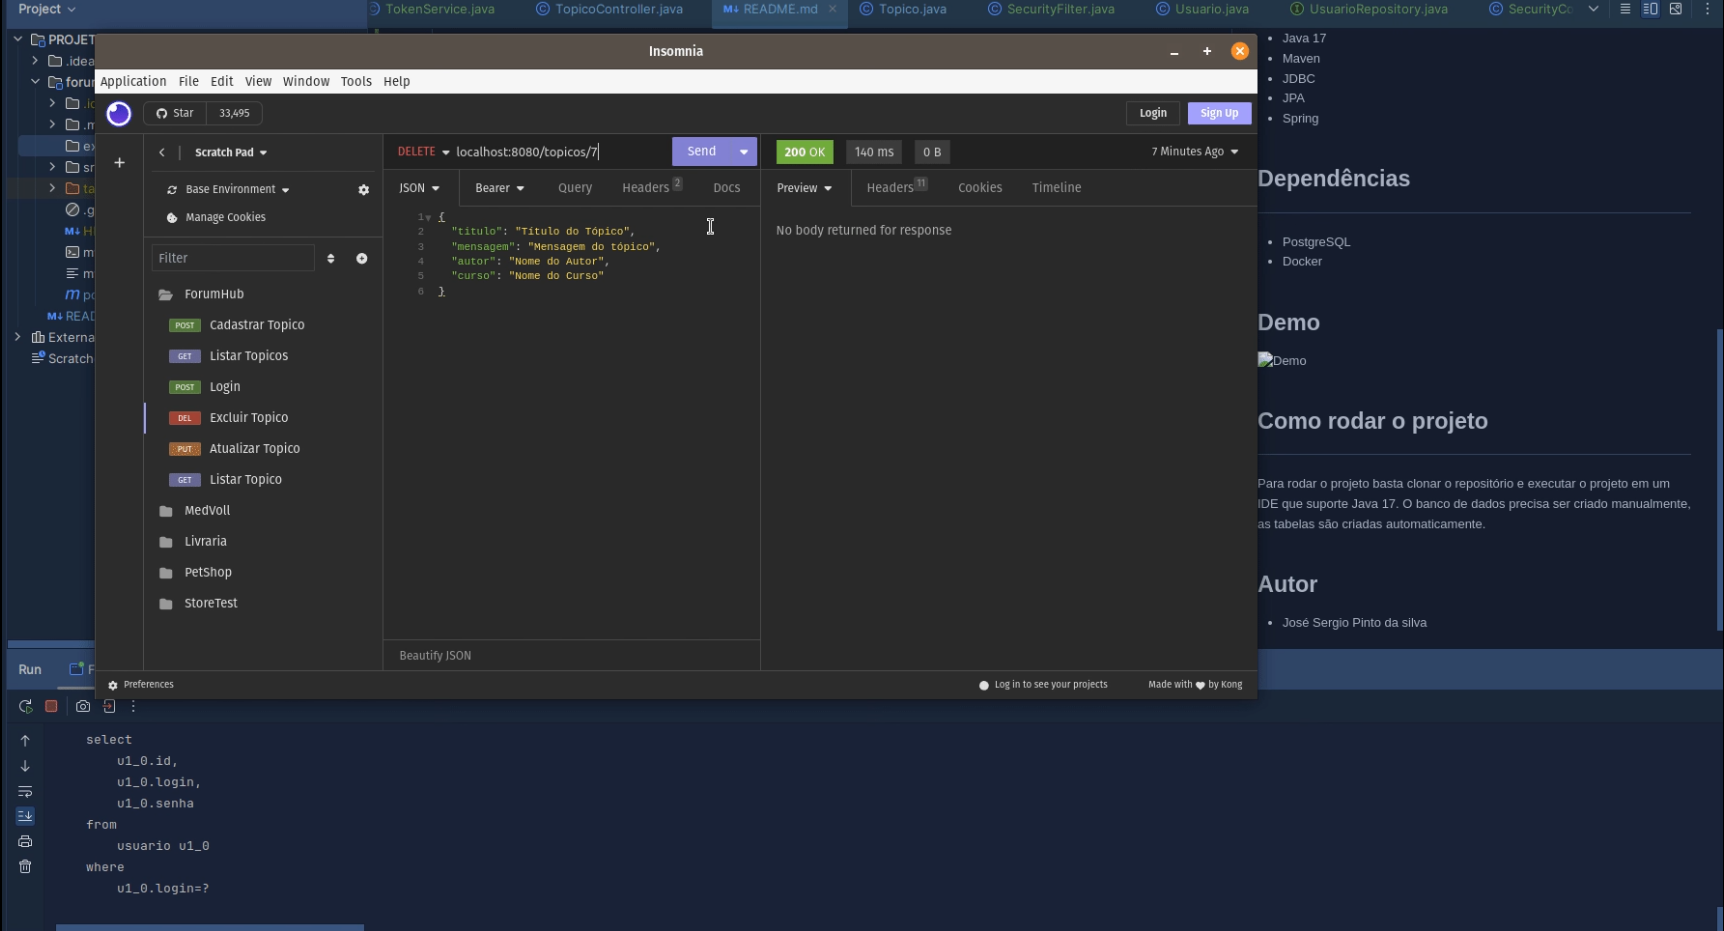 Project
TokenService.java
TopicoController.java
README.md
Topico.java
SecurityFilter.java
Usuario.java
UsuarioRepository.java
SecurityCo
PROJET
.idea
forum
READ
Externa
Scratch
Insomnia
Application File Edit View Window Tools Help
Star 33,495
Login
Sign Up
Scratch Pad
Base Environment
Manage Cookies
Filter
ForumHub
POST Cadastrar Topico
GET Listar Topicos
POST Login
DEL Excluir Topico
PUT Atualizar Topico
GET Listar Topico
MedVoll
Livraria
PetShop
StoreTest
DELETE localhost:8080/topicos/7
Send
JSON Bearer Query Headers 2 Docs
1 {
2 "titulo": "Título do Tópico",
3 "mensagem": "Mensagem do tópico",
4 "autor": "Nome do Autor",
5 "curso": "Nome do Curso"
6 }
Beautify JSON
200 OK 140 ms 0 B 7 Minutes Ago
Preview Headers 11 Cookies Timeline
No body returned for response
Preferences
Log in to see your projects
Made with by Kong
Java 17
Maven
JDBC
JPA
Spring
Dependências
PostgreSQL
Docker
Demo
Demo
Como rodar o projeto
Para rodar o projeto basta clonar o repositório e executar o projeto em um
IDE que suporte Java 17. O banco de dados precisa ser criado manualmente,
as tabelas são criadas automaticamente.
Autor
José Sergio Pinto da silva
Run
select
u1_0.id,
u1_0.login,
u1_0.senha
from
usuario u1_0
where
u1_0.login=?